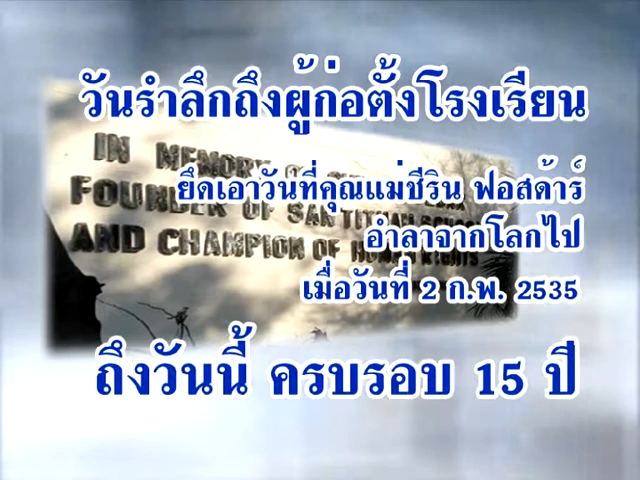 วันรำลึกถึงผู้ก่อตั้งโรงเรียน
IN MEMORY
ยึดเอาวันที่คุณแม่ชีริน ฟอสด้าร์
FOUNDER OF SANTITHAM SCHOOL
อำลาจากโลกไป
AND CHAMPION OF HUMAN RIGHTS
เมื่อวันที่ 2 ก.พ. 2535
ถึงวันนี้ ครบรอบ 15 ปี